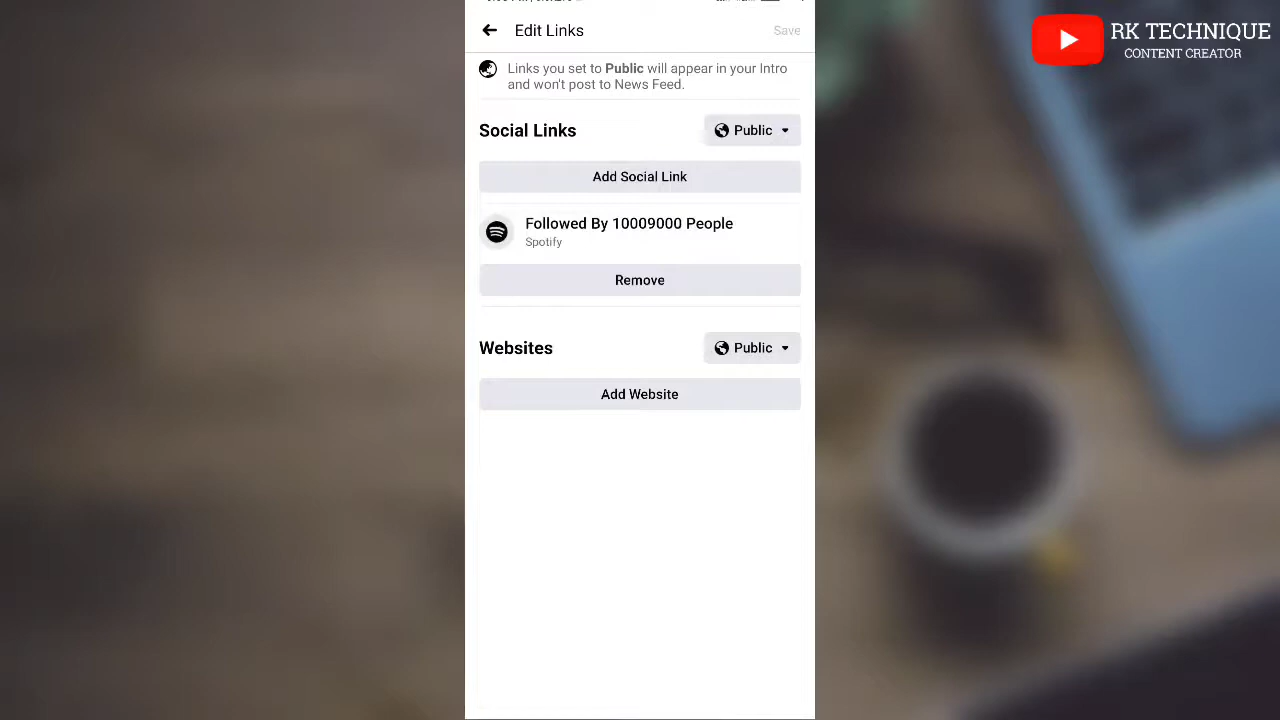 Edit Links
Save
Links you set to Public will appear in your Intro
and won't post to News Feed.
Social Links
Public
Add Social Link
Followed By 10009000 People
Spotify
Remove
Websites
Public
Add Website
RK TECHNIQUE
CONTENT CREATOR